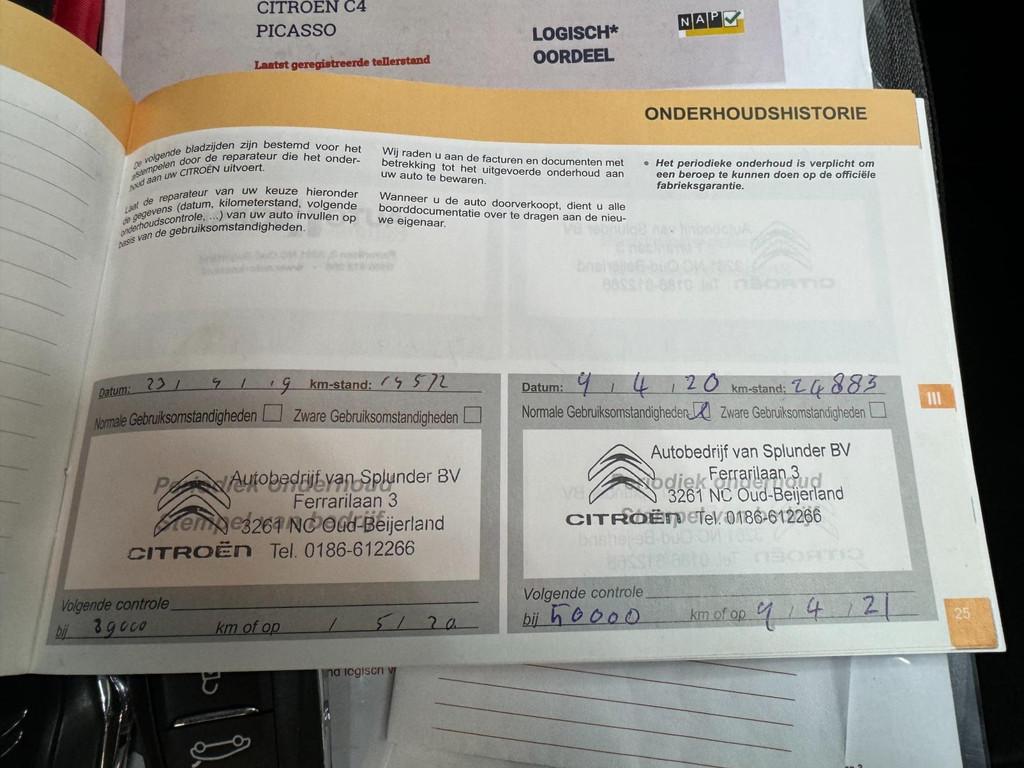 CITROEN C4
PICASSO
LOGISCH*
OORDEEL
NAP
Laatst geregistreerde tellerstand
ONDERHOUDSHISTORIE
De volgende bladzijden zijn bestemd voor het
afstempelen door de reparateur die het onder-
houd aan uw CITROËN uitvoert.
Laat de reparateur van uw keuze hieronder
de gegevens (datum, kilometerstand, volgende
onderhoudscontrole, ...) van uw auto invullen op
basis van de gebruiksomstandigheden.
Wij raden u aan de facturen en documenten met
betrekking tot het uitgevoerde onderhoud aan
uw auto te bewaren.
Wanneer u de auto doorverkoopt, dient u alle
boorddocumentatie over te dragen aan de nieu-
we eigenaar.
• Het periodieke onderhoud is verplicht om
een beroep te kunnen doen op de officiële
fabrieksgarantie.
Datum: 23 / 4 / 19 km-stand: 14572
Normale Gebruiksomstandigheden Zware Gebruiksomstandigheden
Periodiek onderhoud
Stempel van bedrijf
Autobedrijf van Splunder BV
Ferrarilaan 3
3261 NC Oud-Beijerland
CITROËN Tel. 0186-612266
Volgende controle
bij 39000 km of op / 5 / 20
Datum: 9 / 4 / 20 km-stand: 24883
Normale Gebruiksomstandigheden Zware Gebruiksomstandigheden
Periodiek onderhoud
Autobedrijf van Splunder BV
Ferrarilaan 3
3261 NC Oud-Beijerland
CITROËN Tel. 0186-612266
Volgende controle
bij 50000 km of op 9 / 4 / 21
III
25